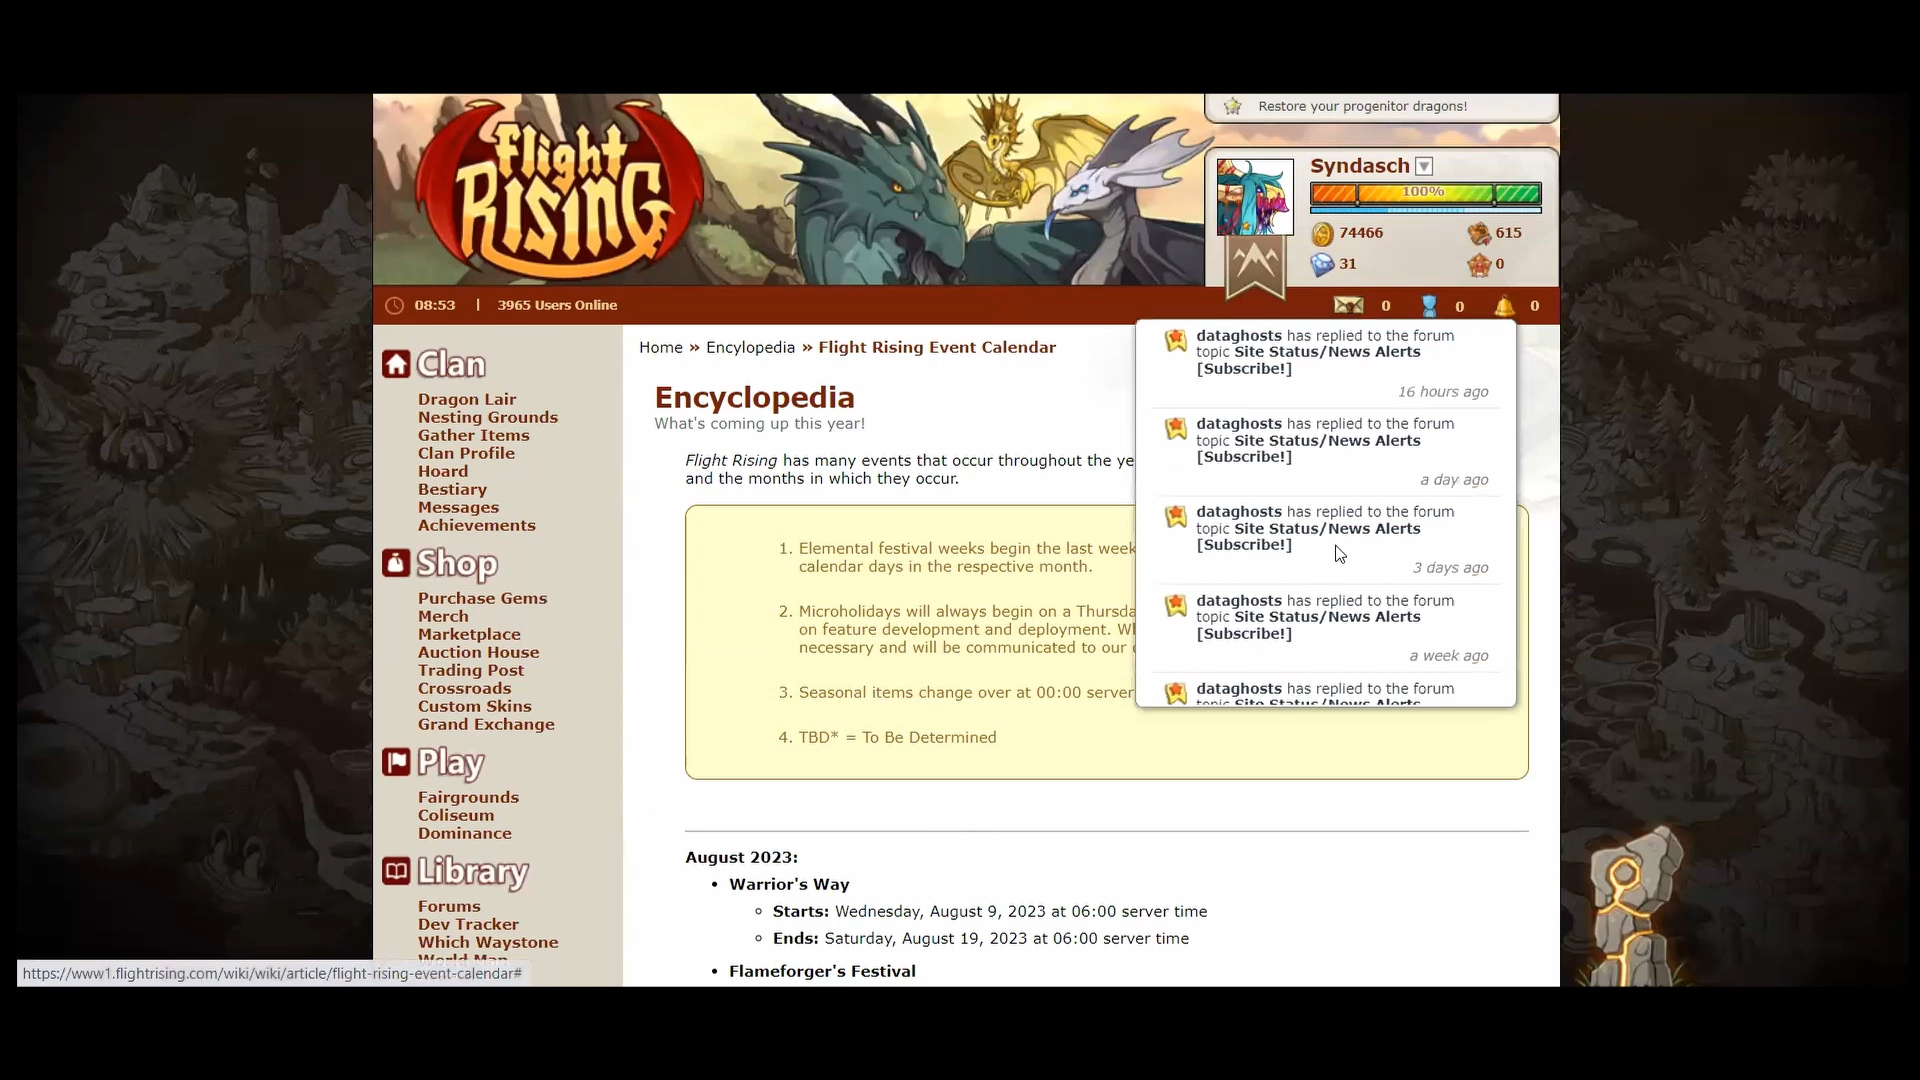 flight
RISING
Restore your progenitor dragons!
Syndasch
100%
74466
615
31
0
08:53 | 3965 Users Online
0
0
0
Clan
Dragon Lair
Nesting Grounds
Gather Items
Clan Profile
Hoard
Bestiary
Messages
Achievements
Shop
Purchase Gems
Merch
Marketplace
Auction House
Trading Post
Crossroads
Custom Skins
Grand Exchange
Play
Fairgrounds
Coliseum
Dominance
Library
Forums
Dev Tracker
Which Waystone
World Map
Home » Encylopedia » Flight Rising Event Calendar
Encyclopedia
What's coming up this year!
Flight Rising has many events that occur throughout the ye
and the months in which they occur.
1. Elemental festival weeks begin the last week
calendar days in the respective month.
2. Microholidays will always begin on a Thursda
on feature development and deployment. Wh
necessary and will be communicated to our
3. Seasonal items change over at 00:00 server
4. TBD* = To Be Determined
August 2023:
• Warrior's Way
Starts: Wednesday, August 9, 2023 at 06:00 server time
Ends: Saturday, August 19, 2023 at 06:00 server time
• Flameforger's Festival
dataghosts has replied to the forum
topic Site Status/News Alerts
[Subscribe!]
16 hours ago
dataghosts has replied to the forum
topic Site Status/News Alerts
[Subscribe!]
a day ago
dataghosts has replied to the forum
topic Site Status/News Alerts
[Subscribe!]
3 days ago
dataghosts has replied to the forum
topic Site Status/News Alerts
[Subscribe!]
a week ago
dataghosts has replied to the forum
topic Site Status/News Alerts
https://www1.flightrising.com/wiki/wiki/article/flight-rising-event-calendar#